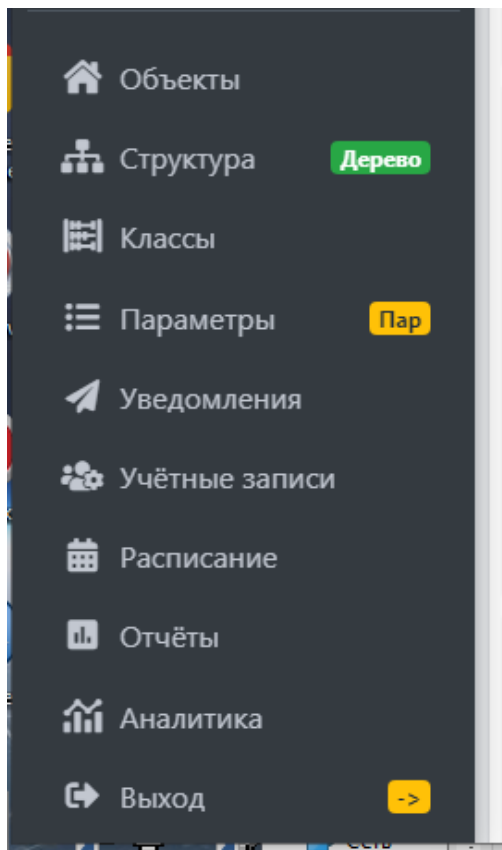 Объекты
Структура Дерево
Классы
Параметры Пар
Уведомления
Учётные записи
Расписание
Отчёты
Аналитика
Выход ->